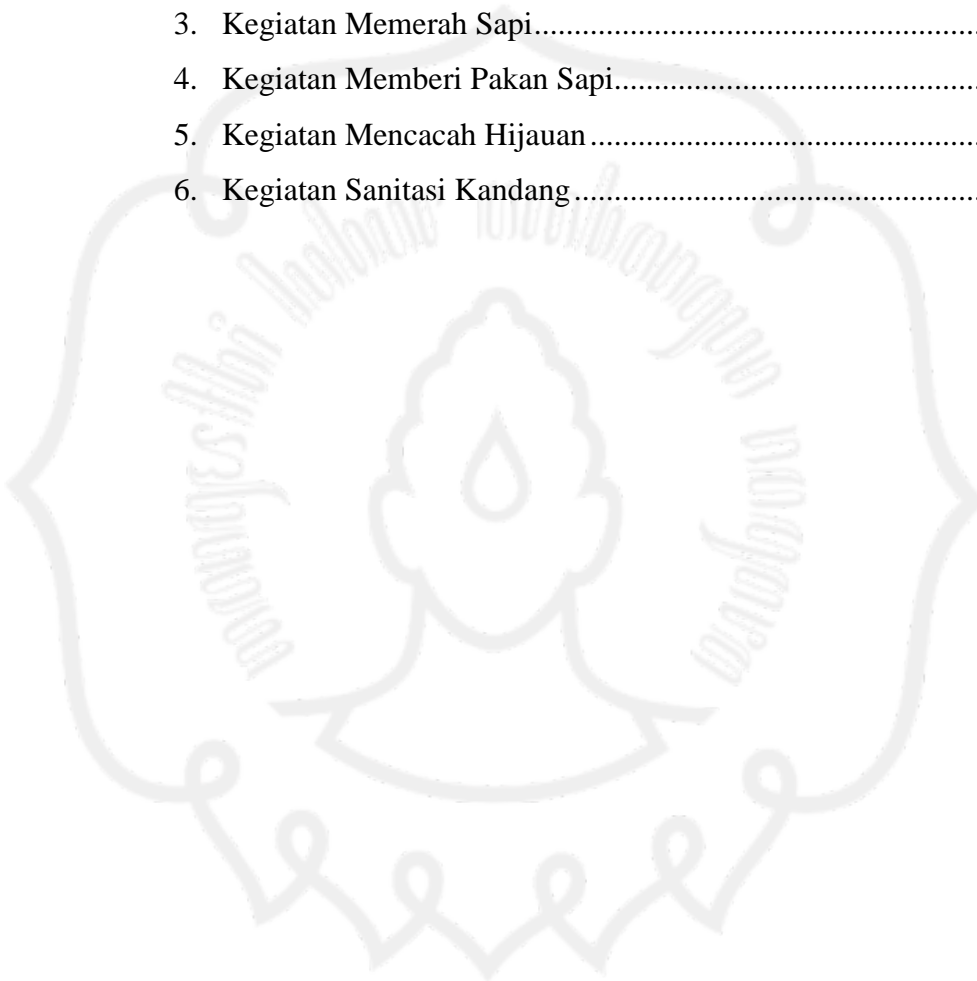 3. Kegiatan Memerah Sapi..................................................................
4. Kegiatan Memberi Pakan Sapi..................................................................
5. Kegiatan Mencacah Hijauan..................................................................
6. Kegiatan Sanitasi Kandang..................................................................